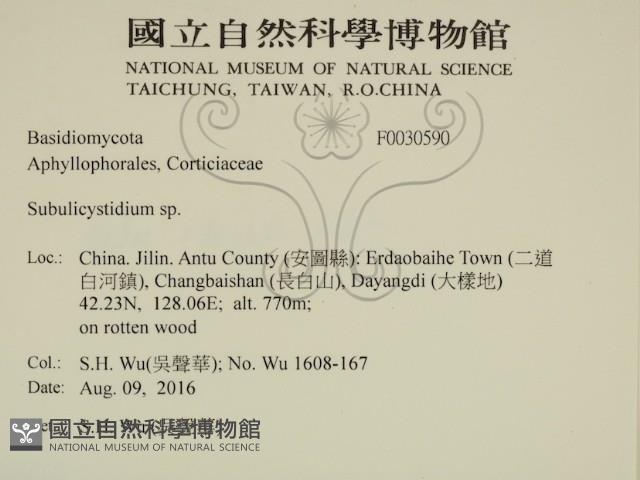 國立自然科學博物館
NATIONAL MUSEUM OF NATURAL SCIENCE
TAICHUNG, TAIWAN, R.O.CHINA
Basidiomycota F0030590
Aphyllophorales, Corticiaceae
Subulicystidium sp.
Loc.: China. Jilin. Antu County (安圖縣): Erdaobaihe Town (二道
白河鎮), Changbaishan (長白山), Dayangdi (大樣地)
42.23N, 128.06E; alt. 770m;
on rotten wood
Col.: S.H. Wu(吳聲華); No. Wu 1608-167
Date: Aug. 09, 2016
國立自然科學博物館
NATIONAL MUSEUM OF NATURAL SCIENCE